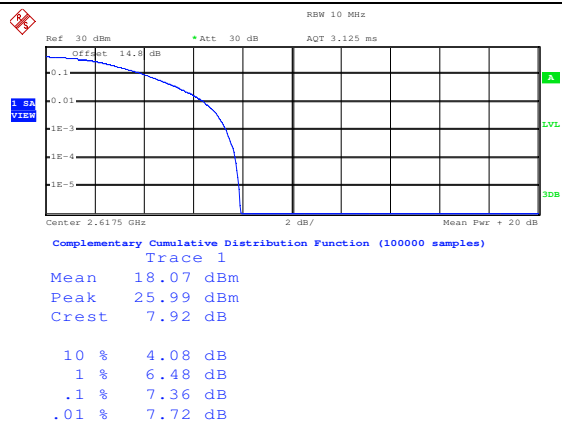 R S
RBW 10 MHz
Ref 30 dBm *Att 30 dB AQT 3.125 ms
Offset 14.8 dB
0.1
A
0.01
1 SA
VIEW
1E-3
LVL
1E-4
1E-5
3DB
Center 2.6175 GHz 2 dB/ Mean Pwr + 20 dB
Complementary Cumulative Distribution Function (100000 samples)
Trace 1
Mean 18.07 dBm
Peak 25.99 dBm
Crest 7.92 dB
10 % 4.08 dB
1 % 6.48 dB
.1 % 7.36 dB
.01 % 7.72 dB